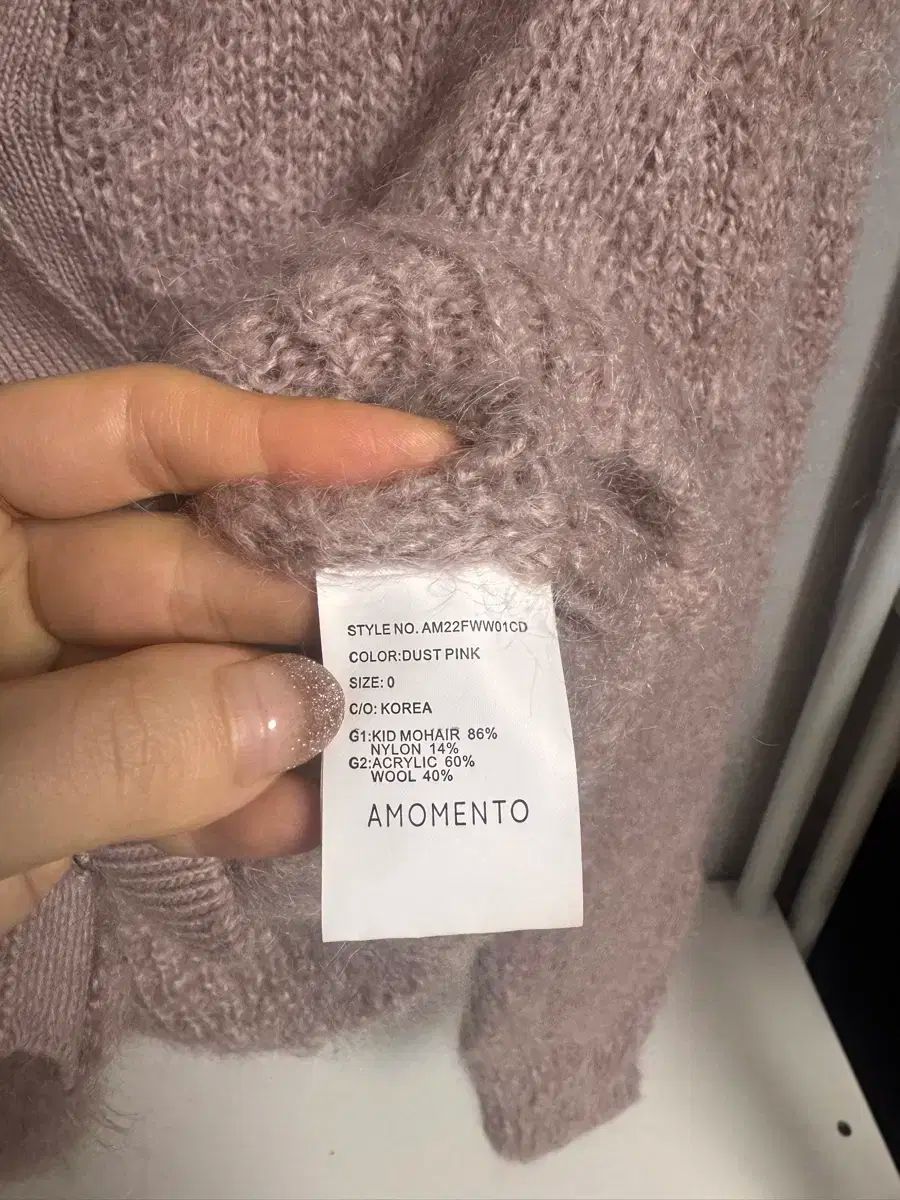 STYLE NO. AM22FWW01CD
COLOR:DUST PINK
SIZE: 0
C/O: KOREA
G1:KID MOHAIR 86%
NYLON 14%
G2:ACRYLIC 60%
WOOL 40%
AMOMENTO